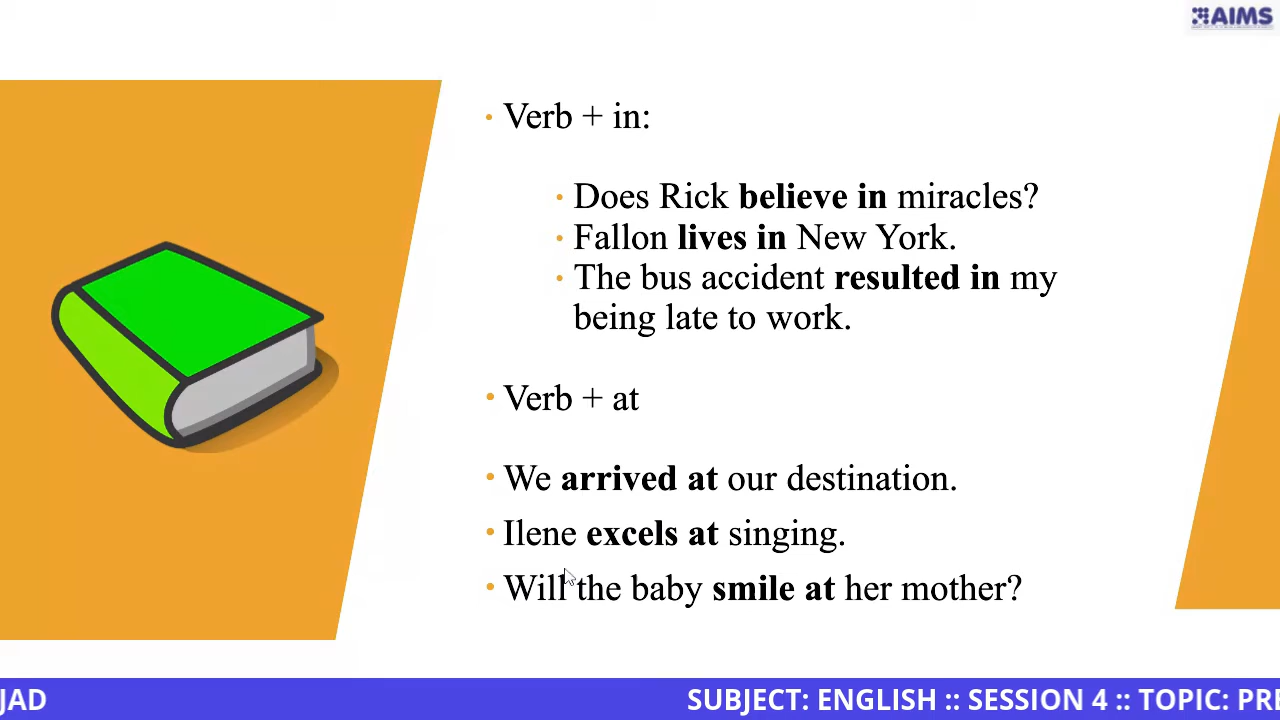 AIMS
• Verb + in:
• Does Rick believe in miracles?
• Fallon lives in New York.
• The bus accident resulted in my
being late to work.
• Verb + at
• We arrived at our destination.
• Ilene excels at singing.
• Will the baby smile at her mother?
JAD SUBJECT: ENGLISH :: SESSION 4 :: TOPIC: PRE